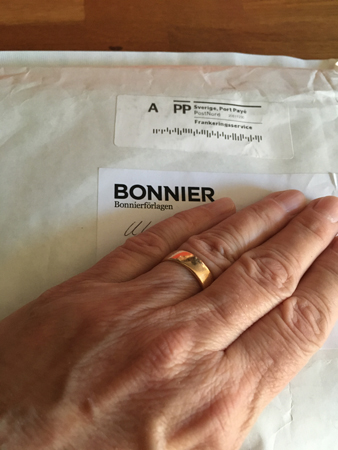 A PP Sverige, Port Payé
PostNord
Frankeringsservice
BONNIER
Bonnierförlagen